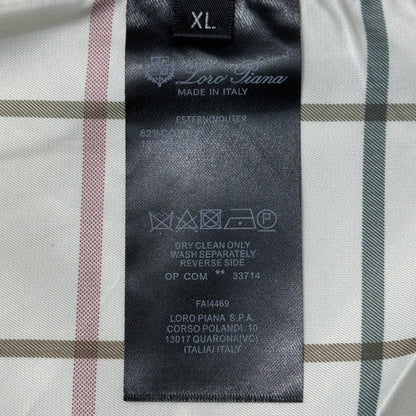 XL
Loro Piana
MADE IN ITALY
ESTERNO/OUTER
DRY CLEAN ONLY
WASH SEPARATELY
REVERSE SIDE
OP COM ** 33714
FAI4469
LORO PIANA S.P.A.
CORSO POLANDI, 10
13017 QUARONA(VC)
ITALIA/ ITALY